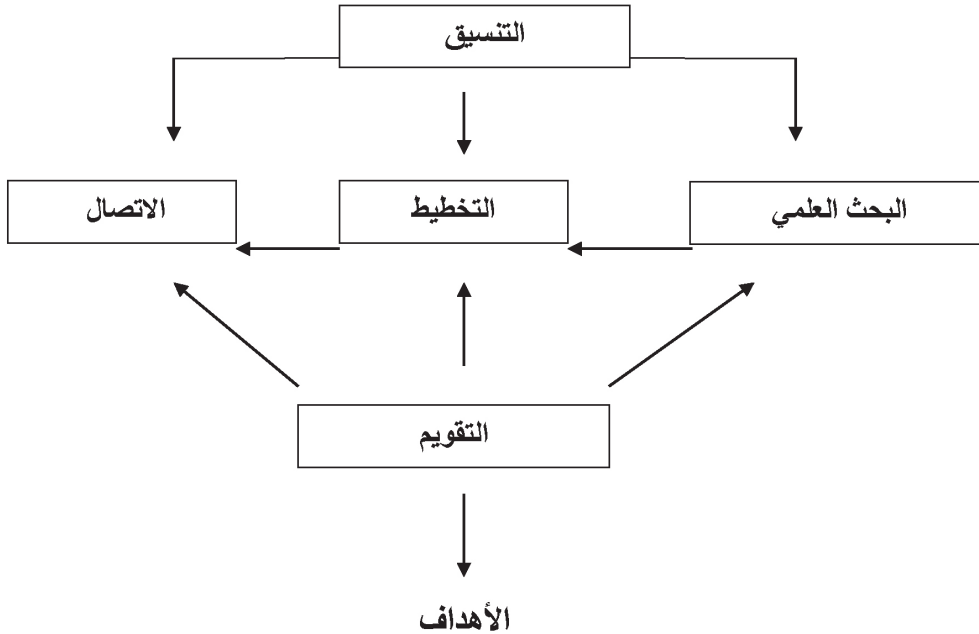 التنسيق
البحث العلمي
التخطيط
الاتصال
التقويم
الأهداف